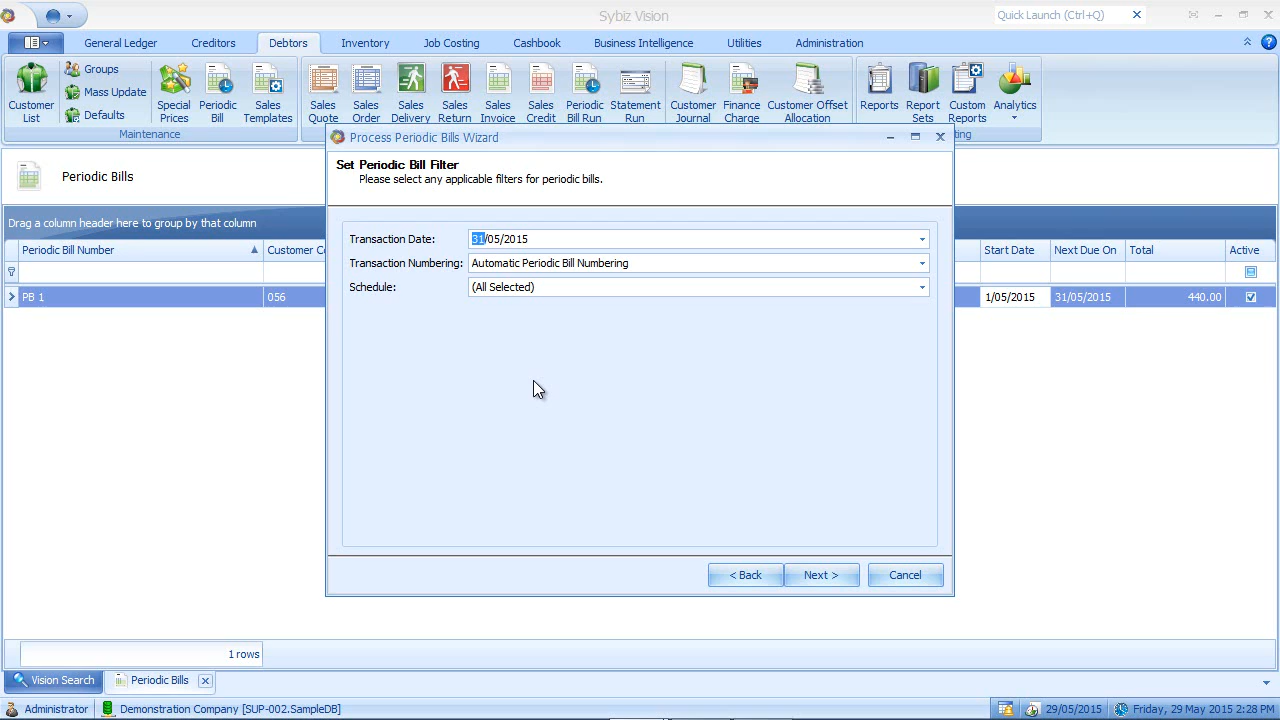 Sybiz Vision
Quick Launch (Ctrl+Q)
General Ledger
Creditors
Debtors
Inventory
Job Costing
Cashbook
Business Intelligence
Utilities
Administration
Customer List
Groups
Mass Update
Defaults
Special Prices
Periodic Bill
Sales Templates
Sales Quote
Sales Order
Sales Delivery
Sales Return
Sales Invoice
Sales Credit
Periodic Bill Run
Statement Run
Customer Journal
Finance Charge
Customer Offset Allocation
Reports
Report Sets
Custom Reports
Analytics
Maintenance
ting
Process Periodic Bills Wizard
Set Periodic Bill Filter
Please select any applicable filters for periodic bills.
Periodic Bills
Drag a column header here to group by that column
Periodic Bill Number
Customer Co
Start Date
Next Due On
Total
Active
PB 1
056
1/05/2015
31/05/2015
440.00
Transaction Date:
31/05/2015
Transaction Numbering:
Automatic Periodic Bill Numbering
Schedule:
(All Selected)
< Back
Next >
Cancel
1 rows
Vision Search
Periodic Bills
Administrator
Demonstration Company [SUP-002.SampleDB]
29/05/2015
Friday, 29 May 2015 2:28 PM